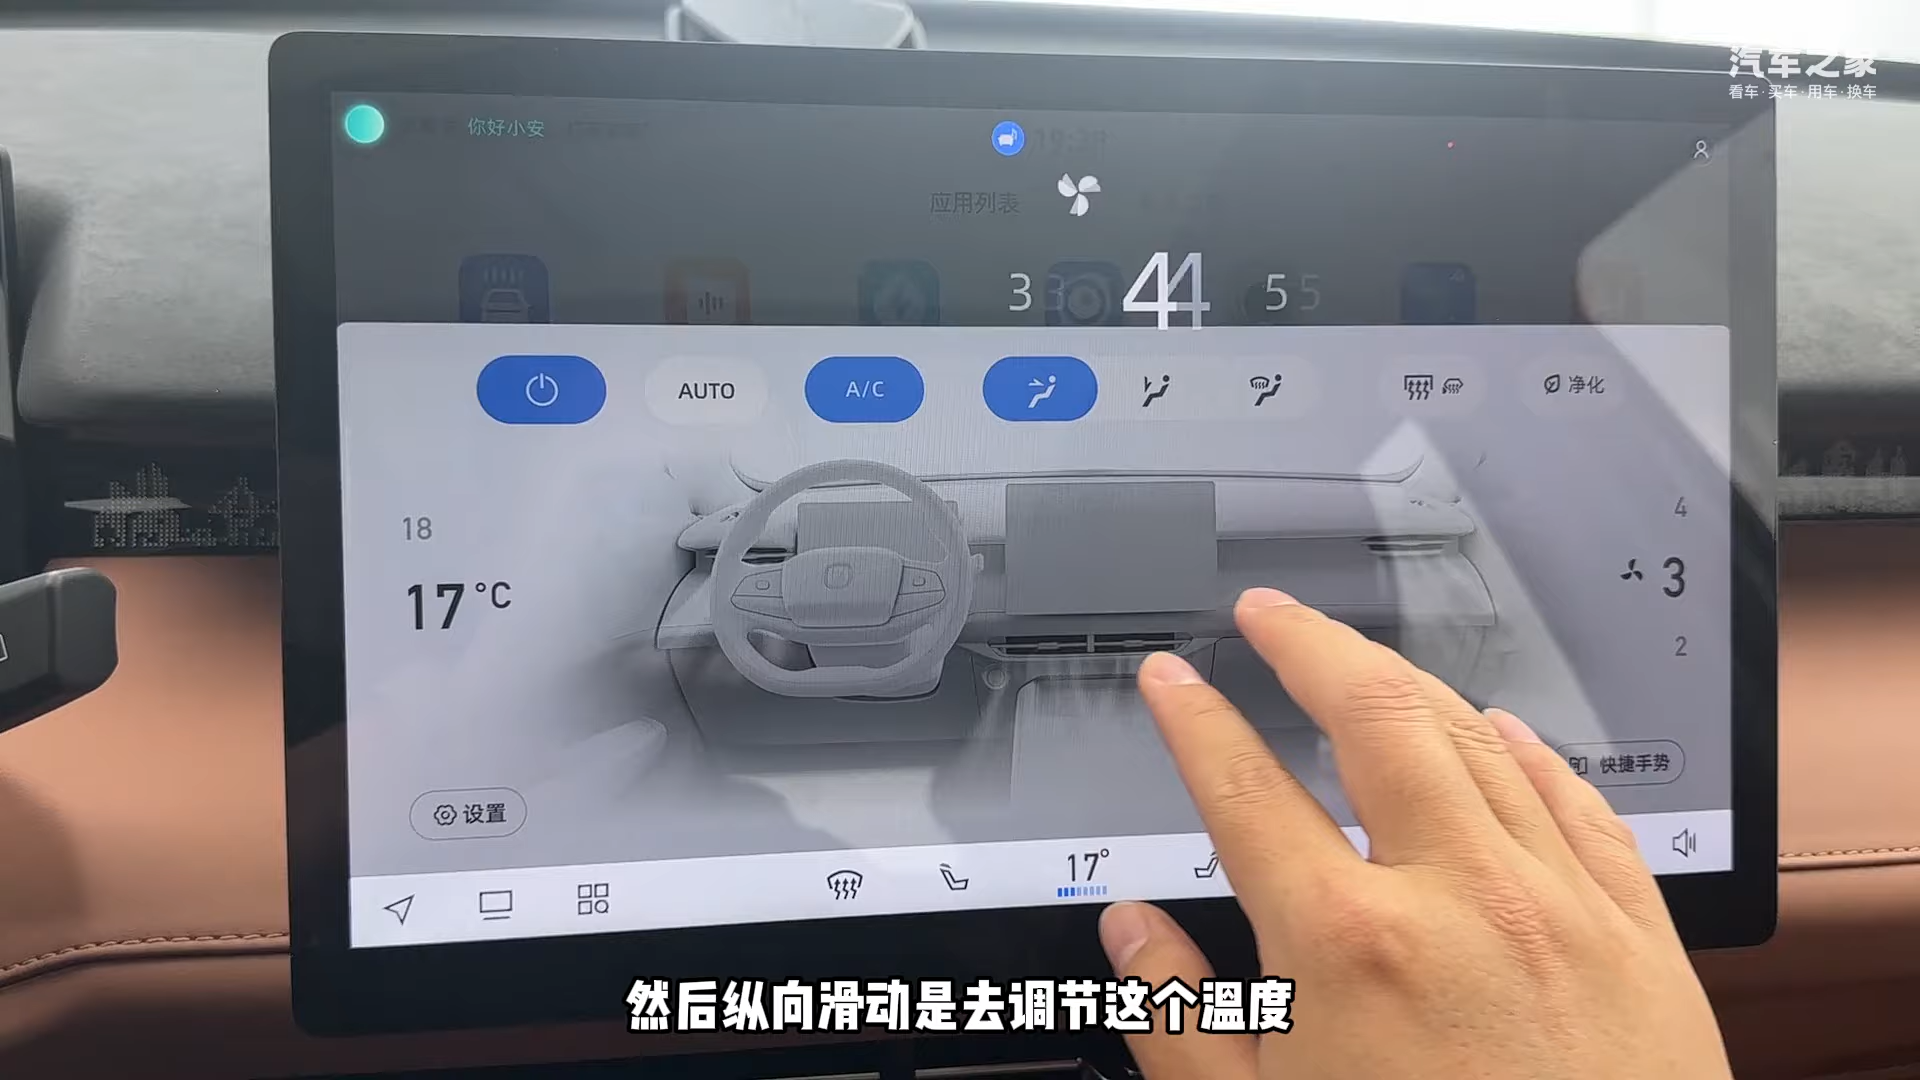 汽车之家
看车·买车·用车·换车
你好小安
应用列表
3 4 5
AUTO
A/C
净化
18
17°C
4
3
2
设置
快捷手势
17°
然后纵向滑动是去调节这个温度